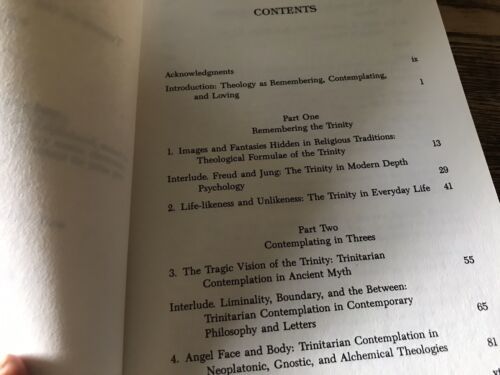 CONTENTS
Acknowledgments ix
Introduction: Theology as Remembering, Contemplating,
and Loving 1
Part One
Remembering the Trinity
1. Images and Fantasies Hidden in Religious Traditions:
Theological Formulae of the Trinity 13
Interlude. Freud and Jung: The Trinity in Modern Depth
Psychology 29
2. Life-likeness and Unlikeness: The Trinity in Everyday Life 41
Part Two
Contemplating in Threes
3. The Tragic Vision of the Trinity: Trinitarian
Contemplation in Ancient Myth 55
Interlude. Liminality, Boundary, and the Between:
Trinitarian Contemplation in Contemporary
Philosophy and Letters 65
4. Angel Face and Body: Trinitarian Contemplation in
Neoplatonic, Gnostic, and Alchemical Theologies 81